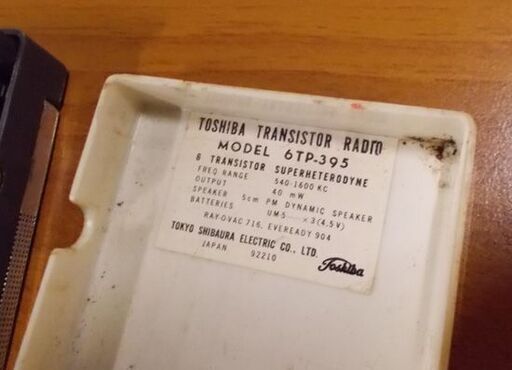 TOSHIBA TRANSISTOR RADIO
MODEL 6TP-395
6 TRANSISTOR SUPERHETERODYNE
FREQ RANGE 540-1600 KC
OUTPUT 40 mW
SPEAKER 5cm PM DYNAMIC SPEAKER
BATTERIES UM5 ×3 (4.5V)
RAY-O-VAC 716, EVEREADY 904
TOKYO SHIBAURA ELECTRIC CO., LTD.
JAPAN 92210
Toshiba